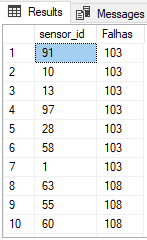 Results Messages
sensor_id Falhas
1 91 103
2 10 103
3 13 103
4 97 103
5 28 103
6 58 103
7 1 103
8 63 108
9 55 108
10 60 108